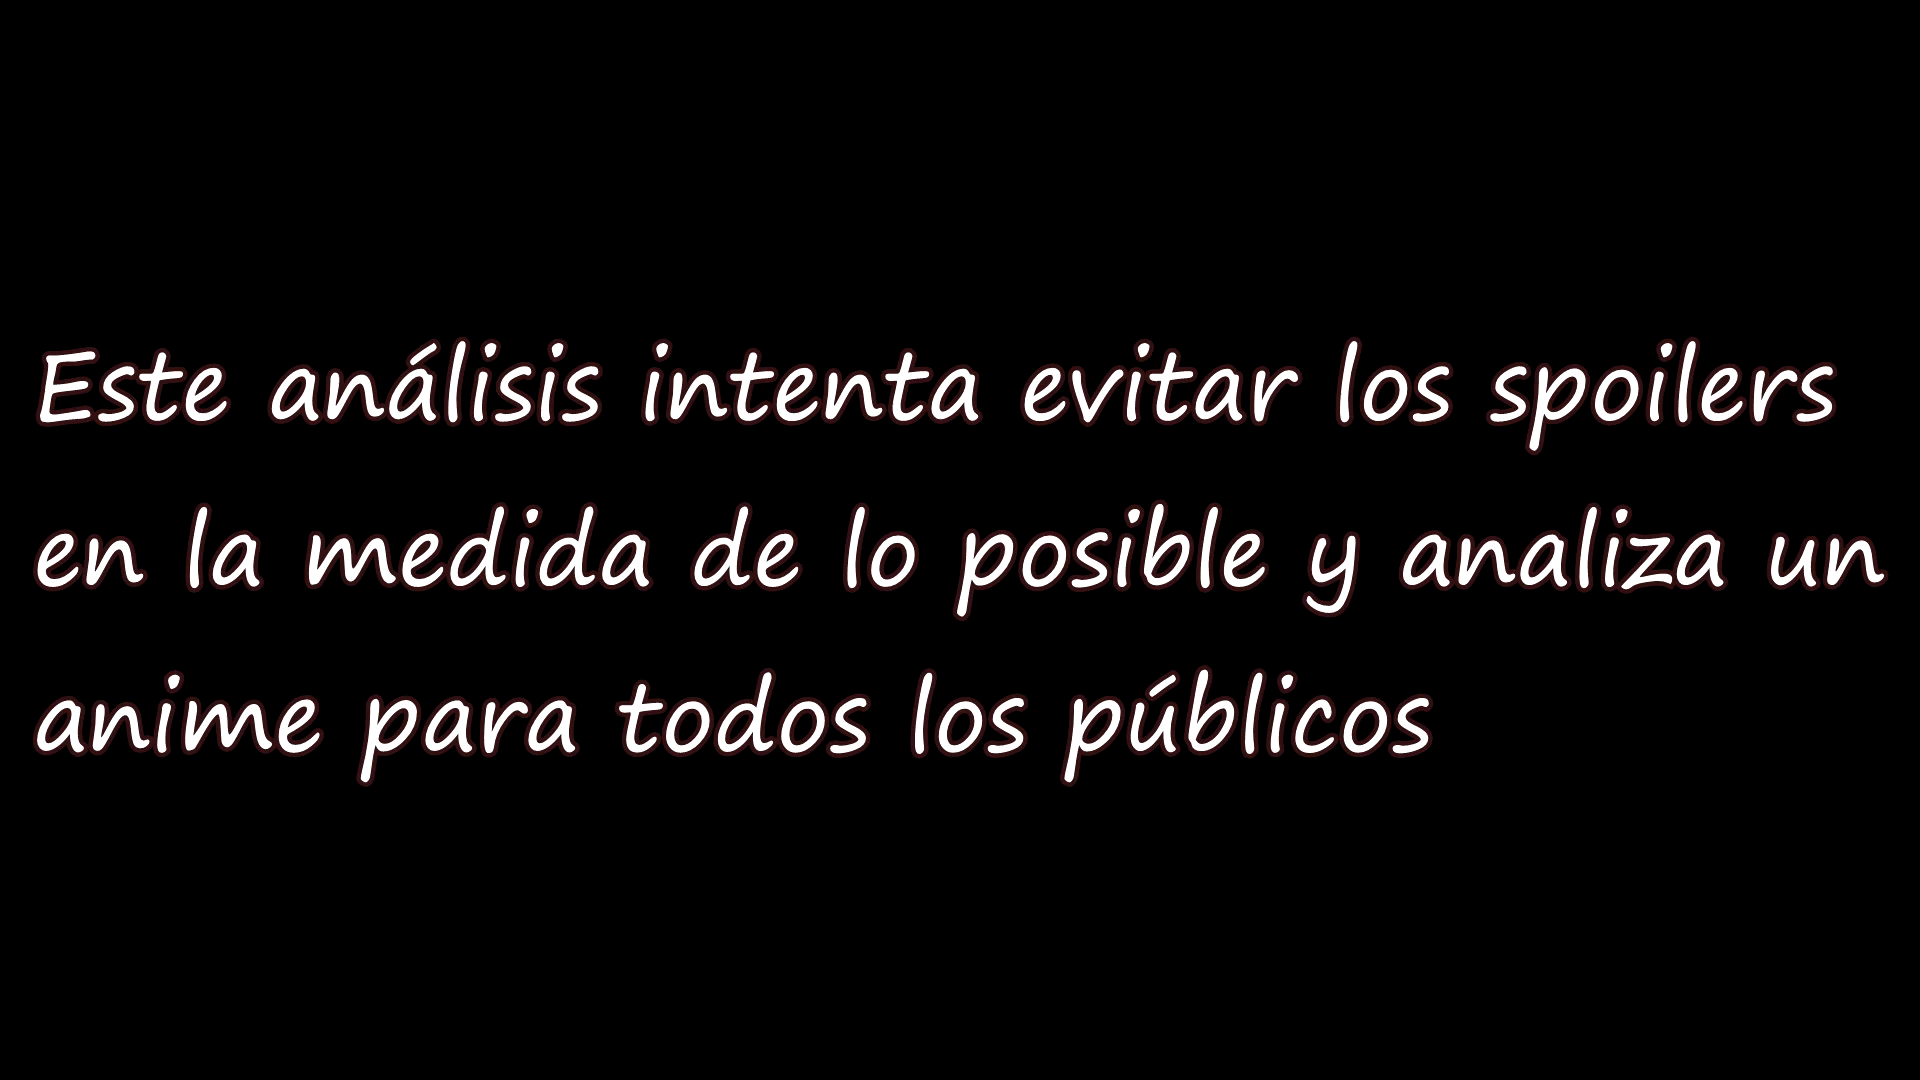 Este análisis intenta evitar los spoilers
en la medida de lo posible y analiza un
anime para todos los públicos